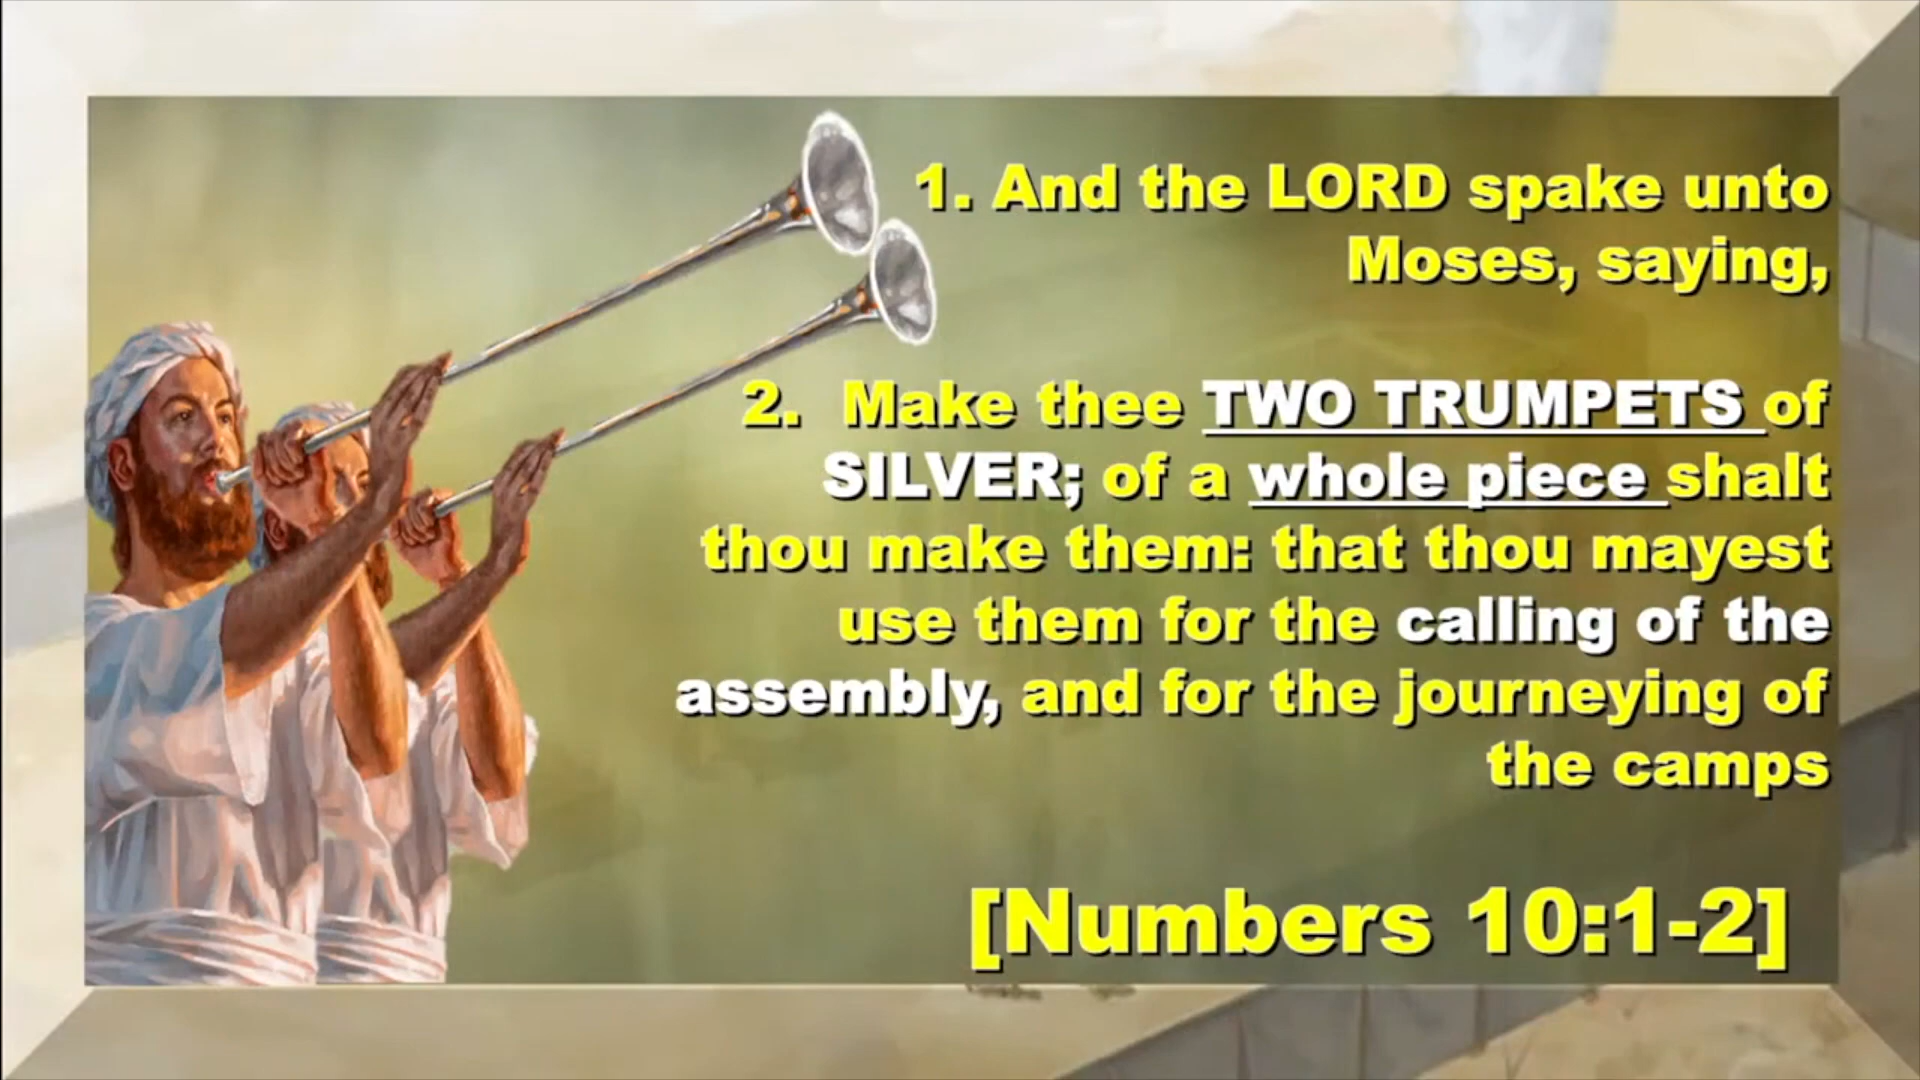 1. And the LORD spake unto
Moses, saying,
2. Make thee TWO TRUMPETS of
SILVER; of a whole piece shalt
thou make them: that thou mayest
use them for the calling of the
assembly, and for the journeying of
the camps
[Numbers 10:1-2]